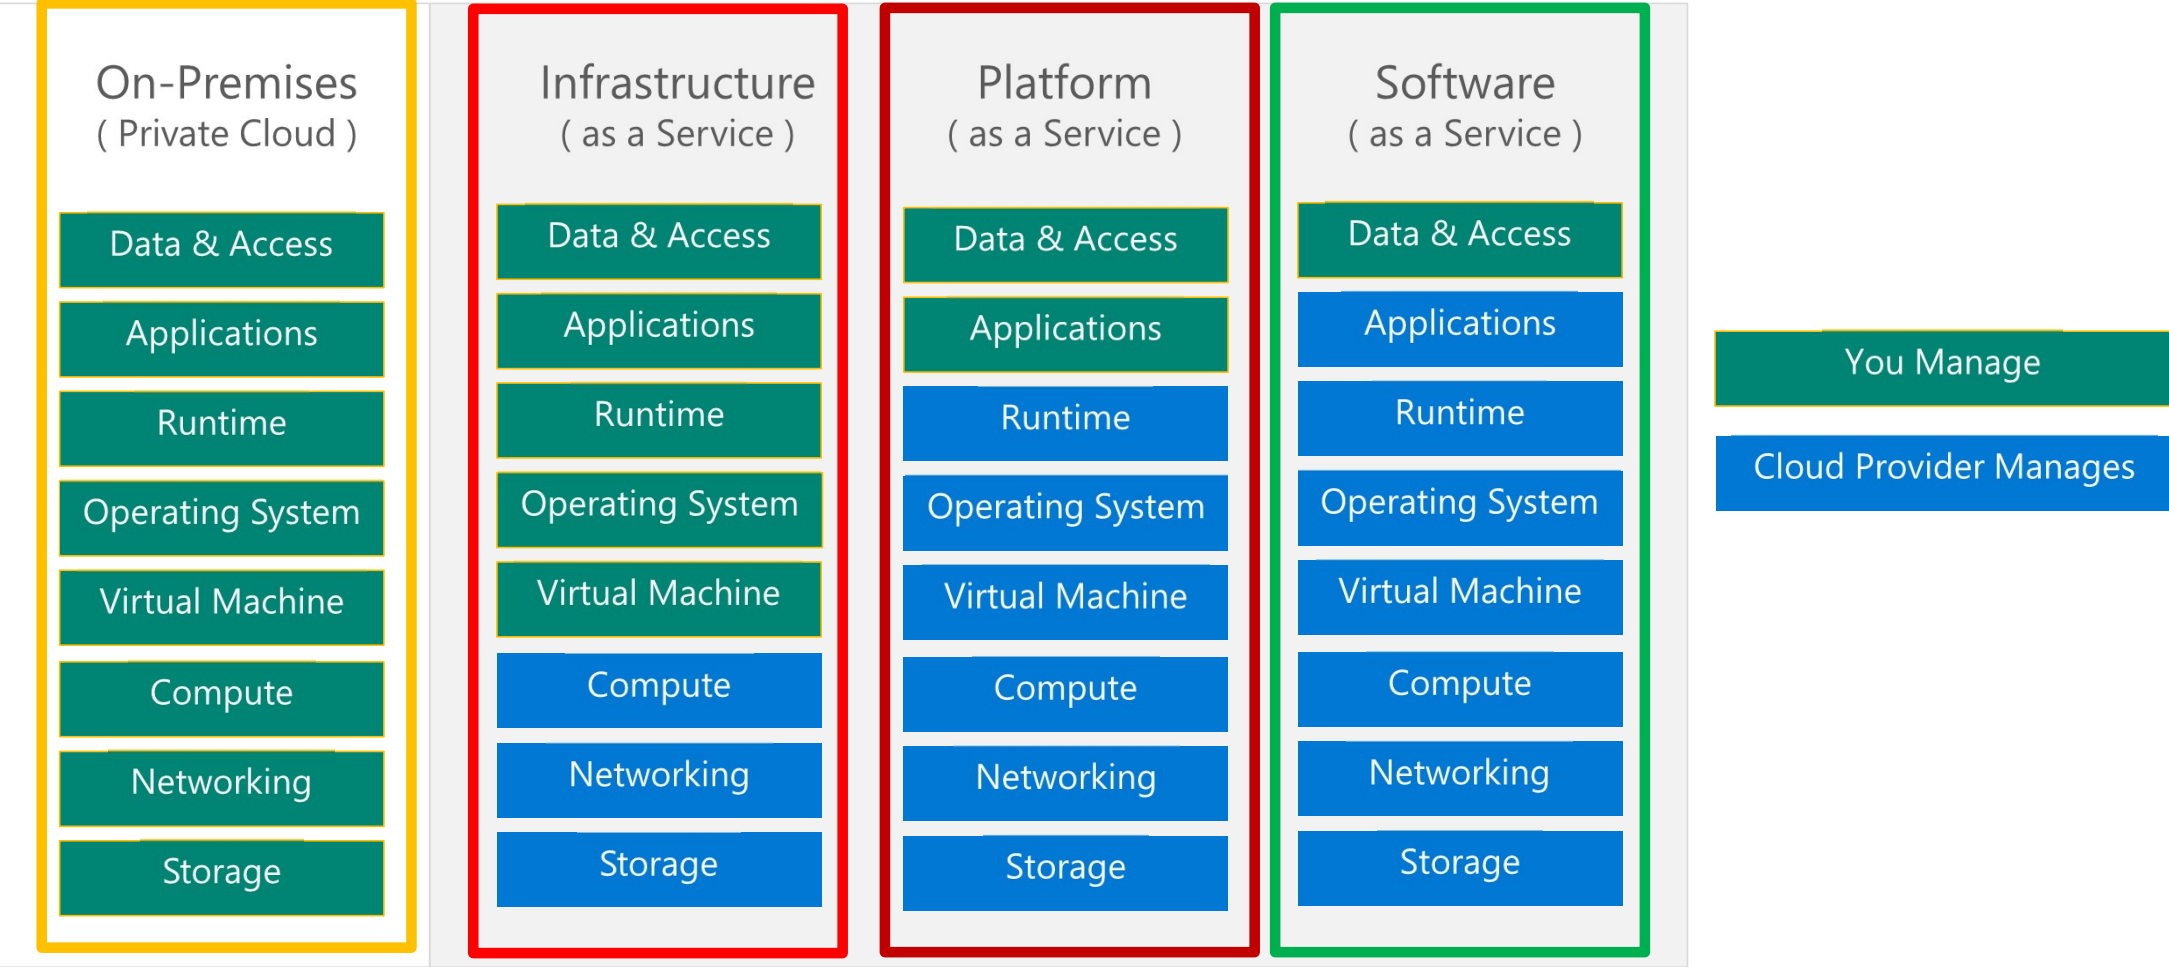 On-Premises
( Private Cloud )
Data & Access
Applications
Runtime
Operating System
Virtual Machine
Compute
Networking
Storage
Infrastructure
( as a Service )
Data & Access
Applications
Runtime
Operating System
Virtual Machine
Compute
Networking
Storage
Platform
( as a Service )
Data & Access
Applications
Runtime
Operating System
Virtual Machine
Compute
Networking
Storage
Software
( as a Service )
Data & Access
Applications
Runtime
Operating System
Virtual Machine
Compute
Networking
Storage
You Manage
Cloud Provider Manages